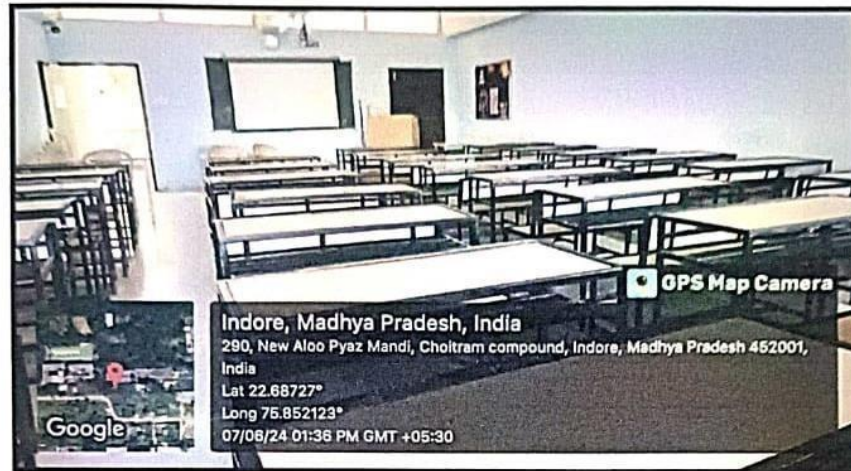 GPS Map Camera
Indore, Madhya Pradesh, India
290, New Aloo Pyaz Mandi, Choitram compound, Indore, Madhya Pradesh 452001,
India
Lat 22.68727°
Long 75.852123°
07/06/24 01:36 PM GMT +05:30
Google